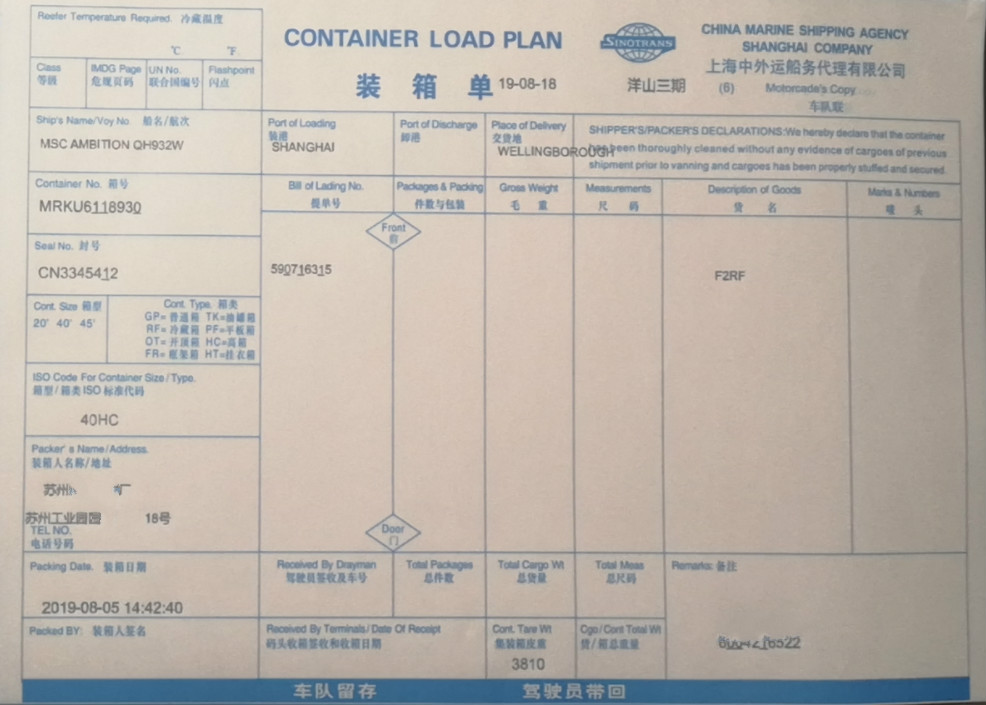 Reefer Temperature Required. 冷藏温度
℃ ℉
CONTAINER LOAD PLAN
装 箱 单
19-08-18
SINOTRANS
CHINA MARINE SHIPPING AGENCY
SHANGHAI COMPANY
上海中外运船务代理有限公司
洋山三期
(6) Motorcade's Copy
车队联
Class
等级
IMDG Page
危规页码
UN No.
联合国编号
Flashpoint
闪点
Ship's Name/Voy No 船名/航次
MSC AMBITION QH932W
Port of Loading
装港
SHANGHAI
Port of Discharge
卸港
Place of Delivery
交货地
WELLINGBOROUGH
SHIPPER'S/PACKER'S DECLARATIONS:We hereby declare that the container
been thoroughly cleaned without any evidence of cargoes of previous
shipment prior to vanning and cargoes has been properly stuffed and secured.
Container No. 箱号
MRKU6118930
Bill of Lading No.
提单号
Packages & Packing
件数与包装
Gross Weight
毛 重
Measurements
尺 码
Description of Goods
货 名
Marks & Numbers
唛 头
Front
前
Seal No. 封号
CN3345412
590716315
F2RF
Cont. Size 箱型
20' 40' 45'
Cont. Type. 箱类
GP=普通箱 TK=油罐箱
RF=冷藏箱 PF=平板箱
OT=开顶箱 HC=高箱
FR=框架箱 HT=挂衣箱
ISO Code For Container Size/Type.
箱型/箱类ISO标准代码
40HC
Packer's Name/Address.
装箱人名称/地址
苏州 厂
苏州工业园 18号
TEL NO.
电话号码
Door
门
Packing Date. 装箱日期
2019-08-05 14:42:40
Received By Drayman
驾驶员签收及车号
Total Packages
总件数
Total Cargo Wt
总货量
Total Meas
总尺码
Remarks: 备注
Packed BY: 装箱人签名
Received By Terminals/Date Of Receipt
码头收箱签收和收箱日期
Cont. Tare Wt
集装箱皮重
3810
Cgo/Cont Total Wt
货/箱总重量
车队留存 驾驶员带回